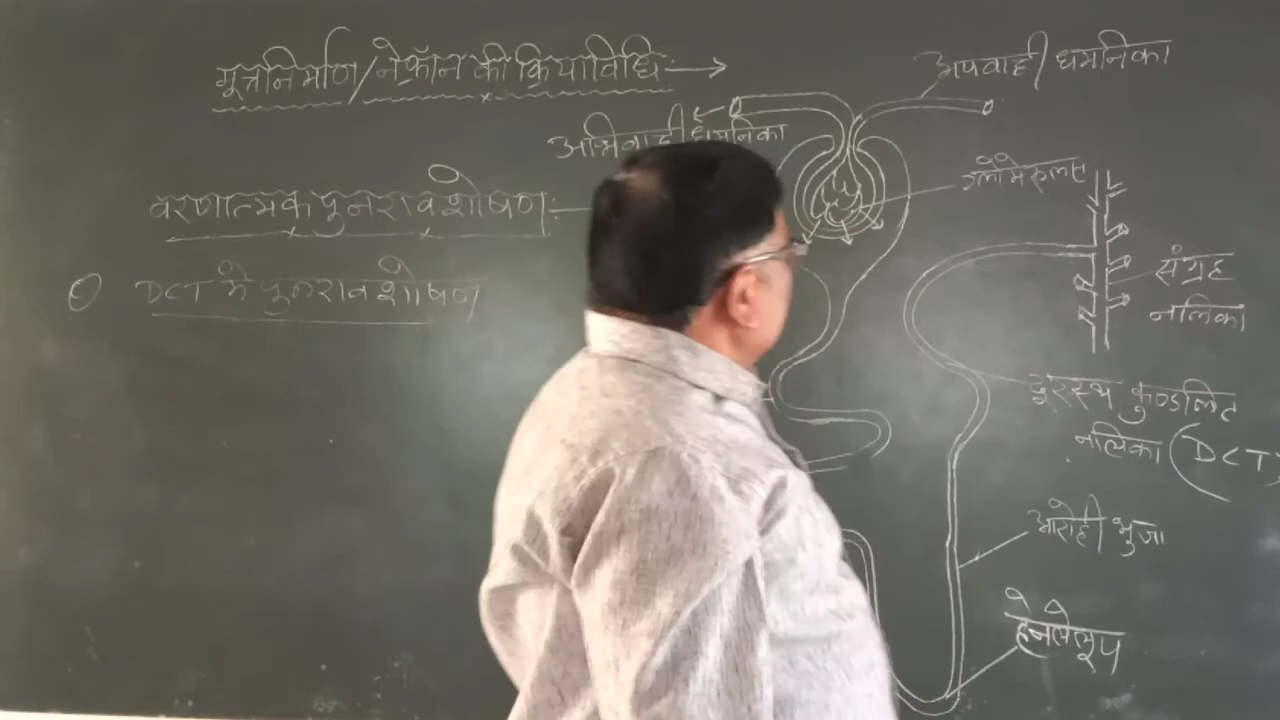 मूत्रनिर्माण/नेफ्रॉन की क्रियाविधि:→
अपवाही धमनिका
अभिवाही धमनिका
ग्लोमेरुलस
वरणात्मक पुनरावशोषण:-
DCT मे पुनरावशोषण
संग्रह
नलिका
दुरस्थ कुण्डलित
नलिका (DCT)
आरोही भुजा
हेनलेलूप